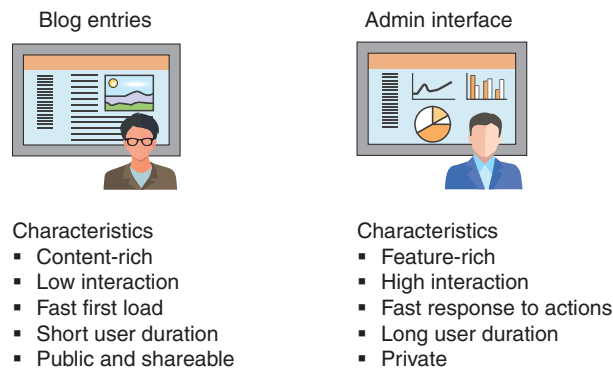 Blog entries
Admin interface
Characteristics
▪ Content-rich
▪ Low interaction
▪ Fast first load
▪ Short user duration
▪ Public and shareable
Characteristics
▪ Feature-rich
▪ High interaction
▪ Fast response to actions
▪ Long user duration
▪ Private